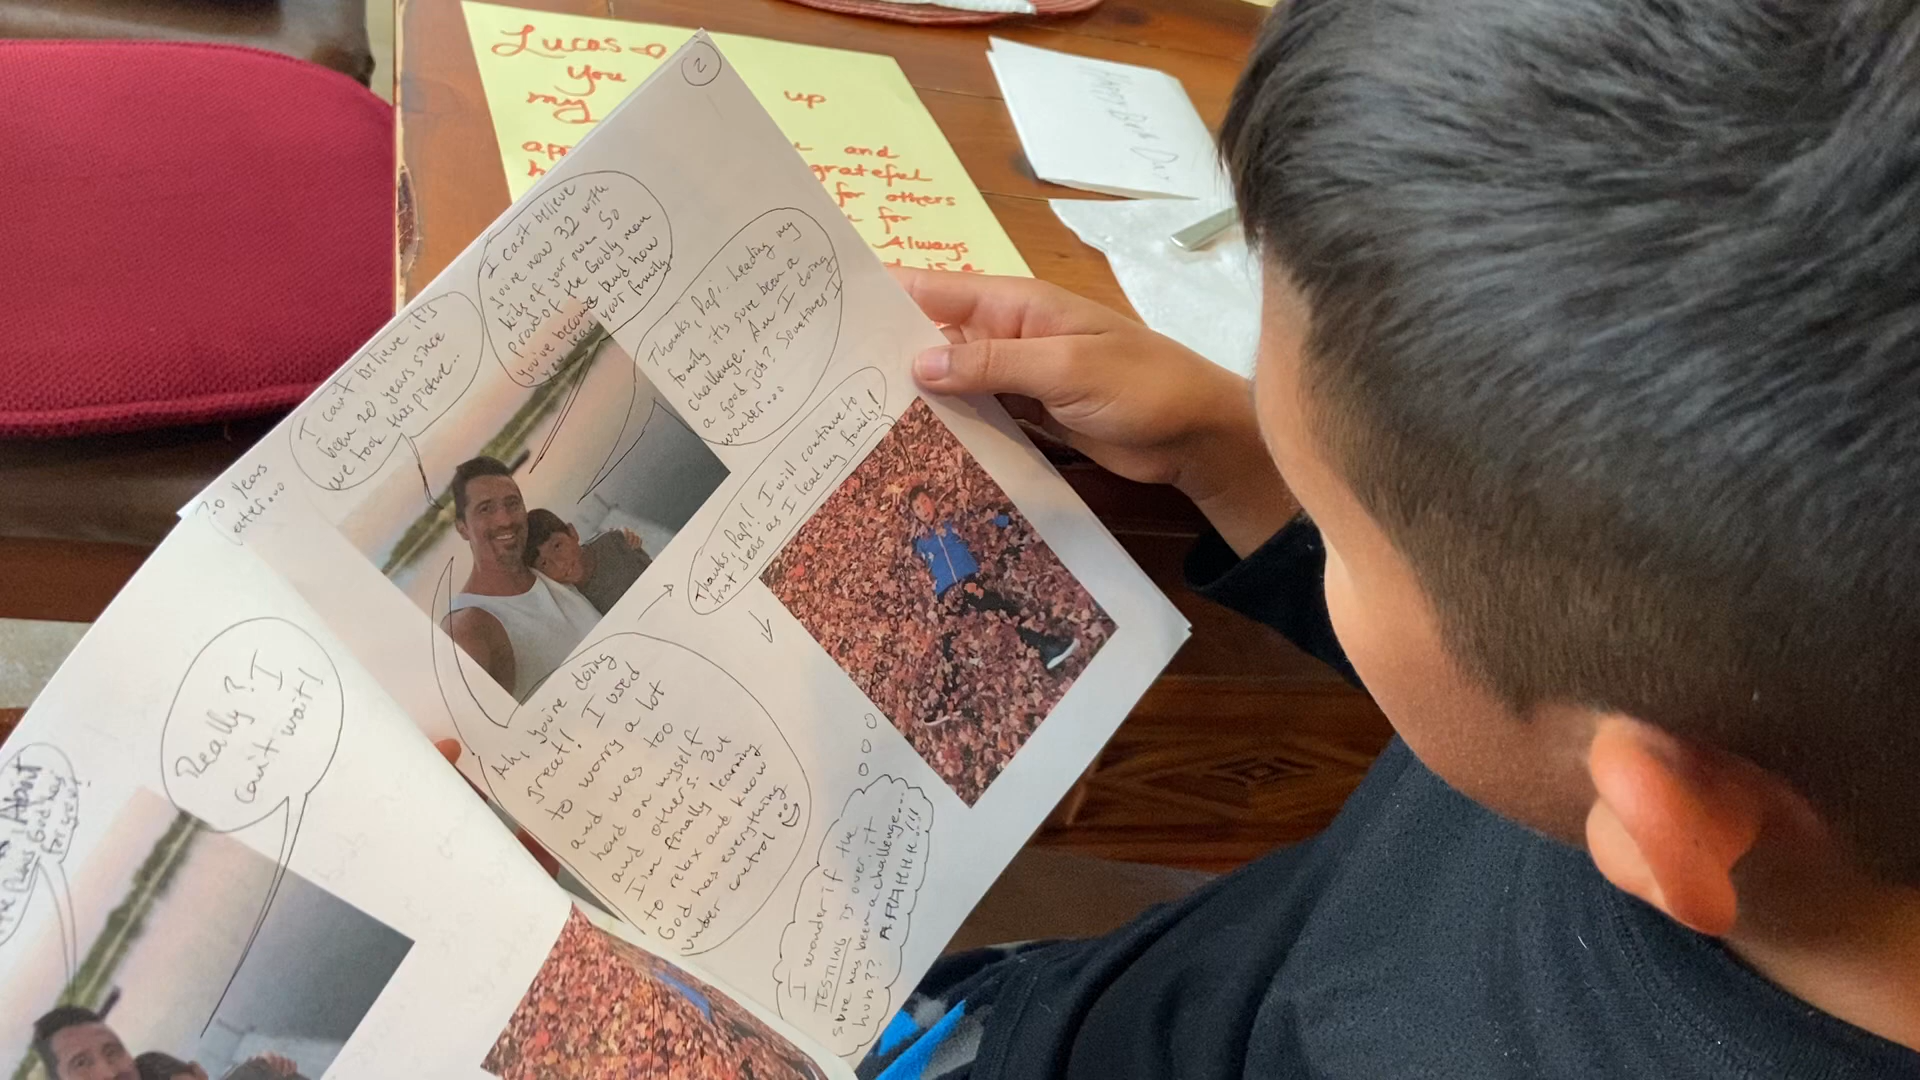 Lucas
You
my up
and
grateful
for others
for
Always
is a
2
20 years
later...
I can't believe it's
been 20 years since
we took this picture...
I can't believe
you're now 32 with
kids of your own. So
proud of the Godly man
you've become and how
you lead your family
Thanks, Papi. Leading my
family it's sure been a
challenge. Am I doing
a good job? Sometimes I
wonder...
Ah, you're doing
great! I used
to worry a lot
and was too
hard on myself
and others. But
I'm finally learning
to relax and know
God has everything
under control
Thanks, Papi! I will continue to
trust Jesus as I lead my family!
I wonder if the
TESTING is over. it
sure has been a challenge...
huh?? AAAHHHH!!!
Really? I
can't wait!
About
God has
for you!